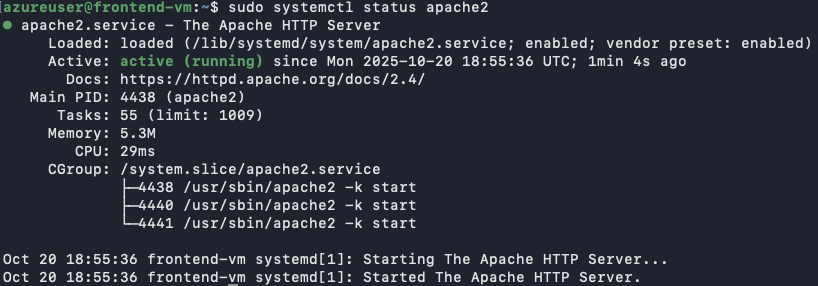 [azureuser@frontend-vm:~$ sudo systemctl status apache2
● apache2.service - The Apache HTTP Server
     Loaded: loaded (/lib/systemd/system/apache2.service; enabled; vendor preset: enabled)
     Active: active (running) since Mon 2025-10-20 18:55:36 UTC; 1min 4s ago
       Docs: https://httpd.apache.org/docs/2.4/
   Main PID: 4438 (apache2)
      Tasks: 55 (limit: 1009)
     Memory: 5.3M
        CPU: 29ms
     CGroup: /system.slice/apache2.service
             ├─4438 /usr/sbin/apache2 -k start
             ├─4440 /usr/sbin/apache2 -k start
             └─4441 /usr/sbin/apache2 -k start
Oct 20 18:55:36 frontend-vm systemd[1]: Starting The Apache HTTP Server...
Oct 20 18:55:36 frontend-vm systemd[1]: Started The Apache HTTP Server.